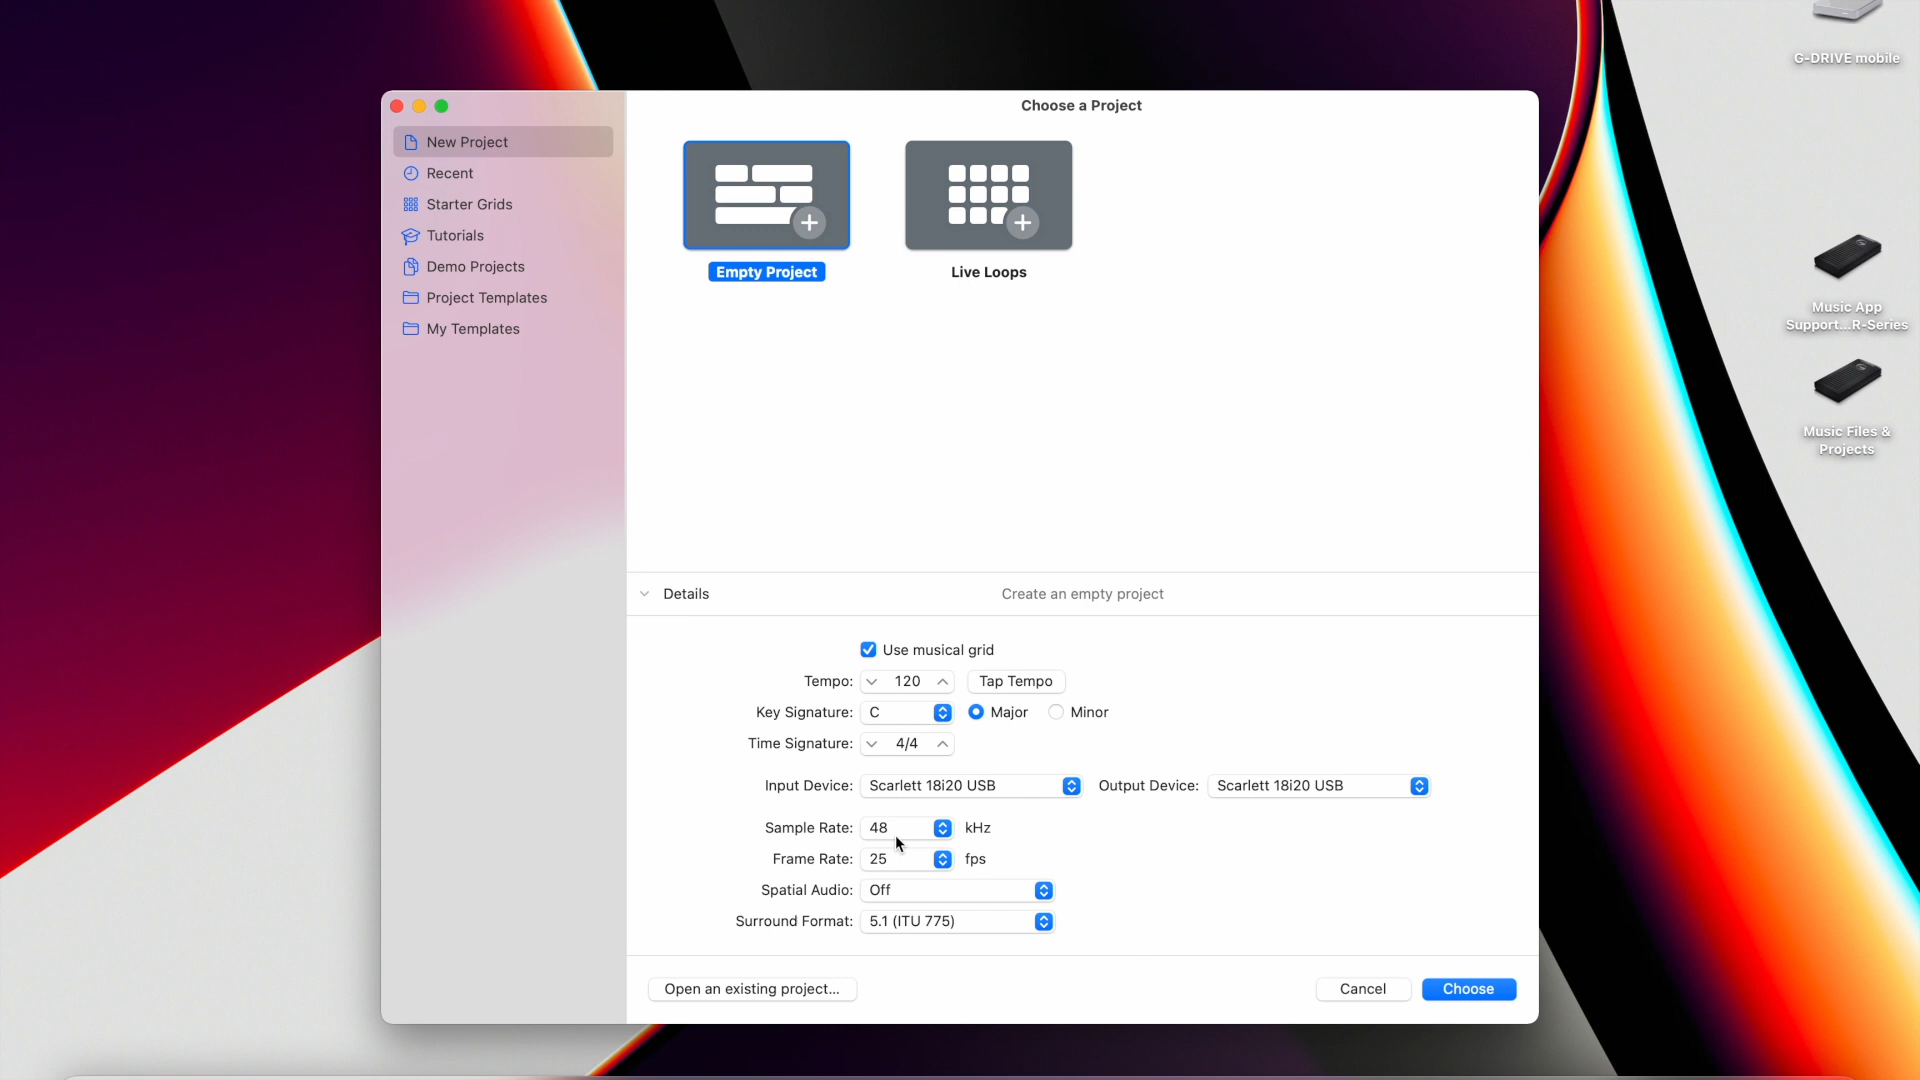 G-DRIVE mobile
Choose a Project
New Project
Recent
Starter Grids
Tutorials
Demo Projects
Project Templates
My Templates
Empty Project
Live Loops
Music App
Support...R-Series
Music Files &
Projects
Details
Create an empty project
Use musical grid
Tempo: 120 Tap Tempo
Key Signature: C Major Minor
Time Signature: 4/4
Input Device: Scarlett 18i20 USB Output Device: Scarlett 18i20 USB
Sample Rate: 48 kHz
Frame Rate: 25 fps
Spatial Audio: Off
Surround Format: 5.1 (ITU 775)
Open an existing project... Cancel Choose